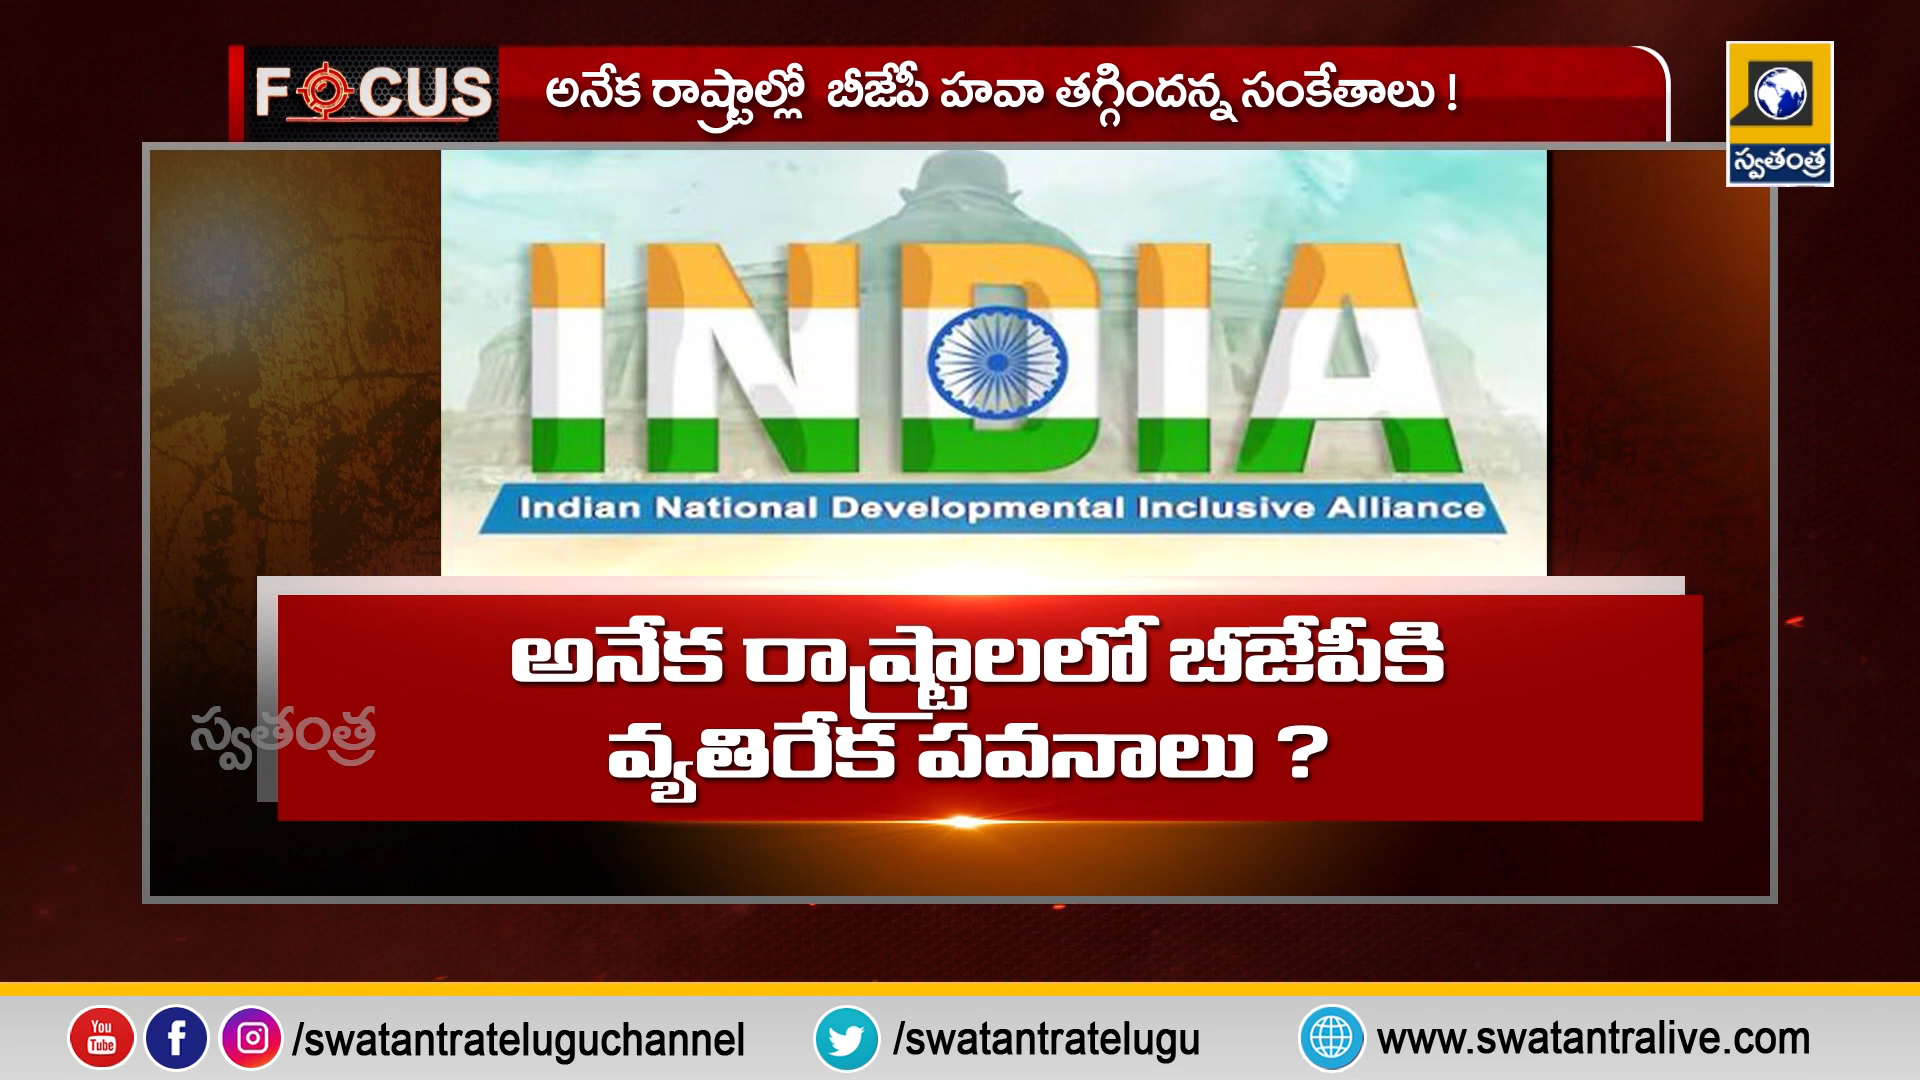 FOCUS
అనేక రాష్ట్రాల్లో బీజేపీ హవా తగ్గిందన్న సంకేతాలు !
స్వతంత్ర
INDIA
Indian National Developmental Inclusive Alliance
అనేక రాష్ట్రాలలో బీజేపీకి
వ్యతిరేక పవనాలు ?
స్వతంత్ర
You Tube
/swatantrateluguchannel
/swatantratelugu
www.swatantralive.com